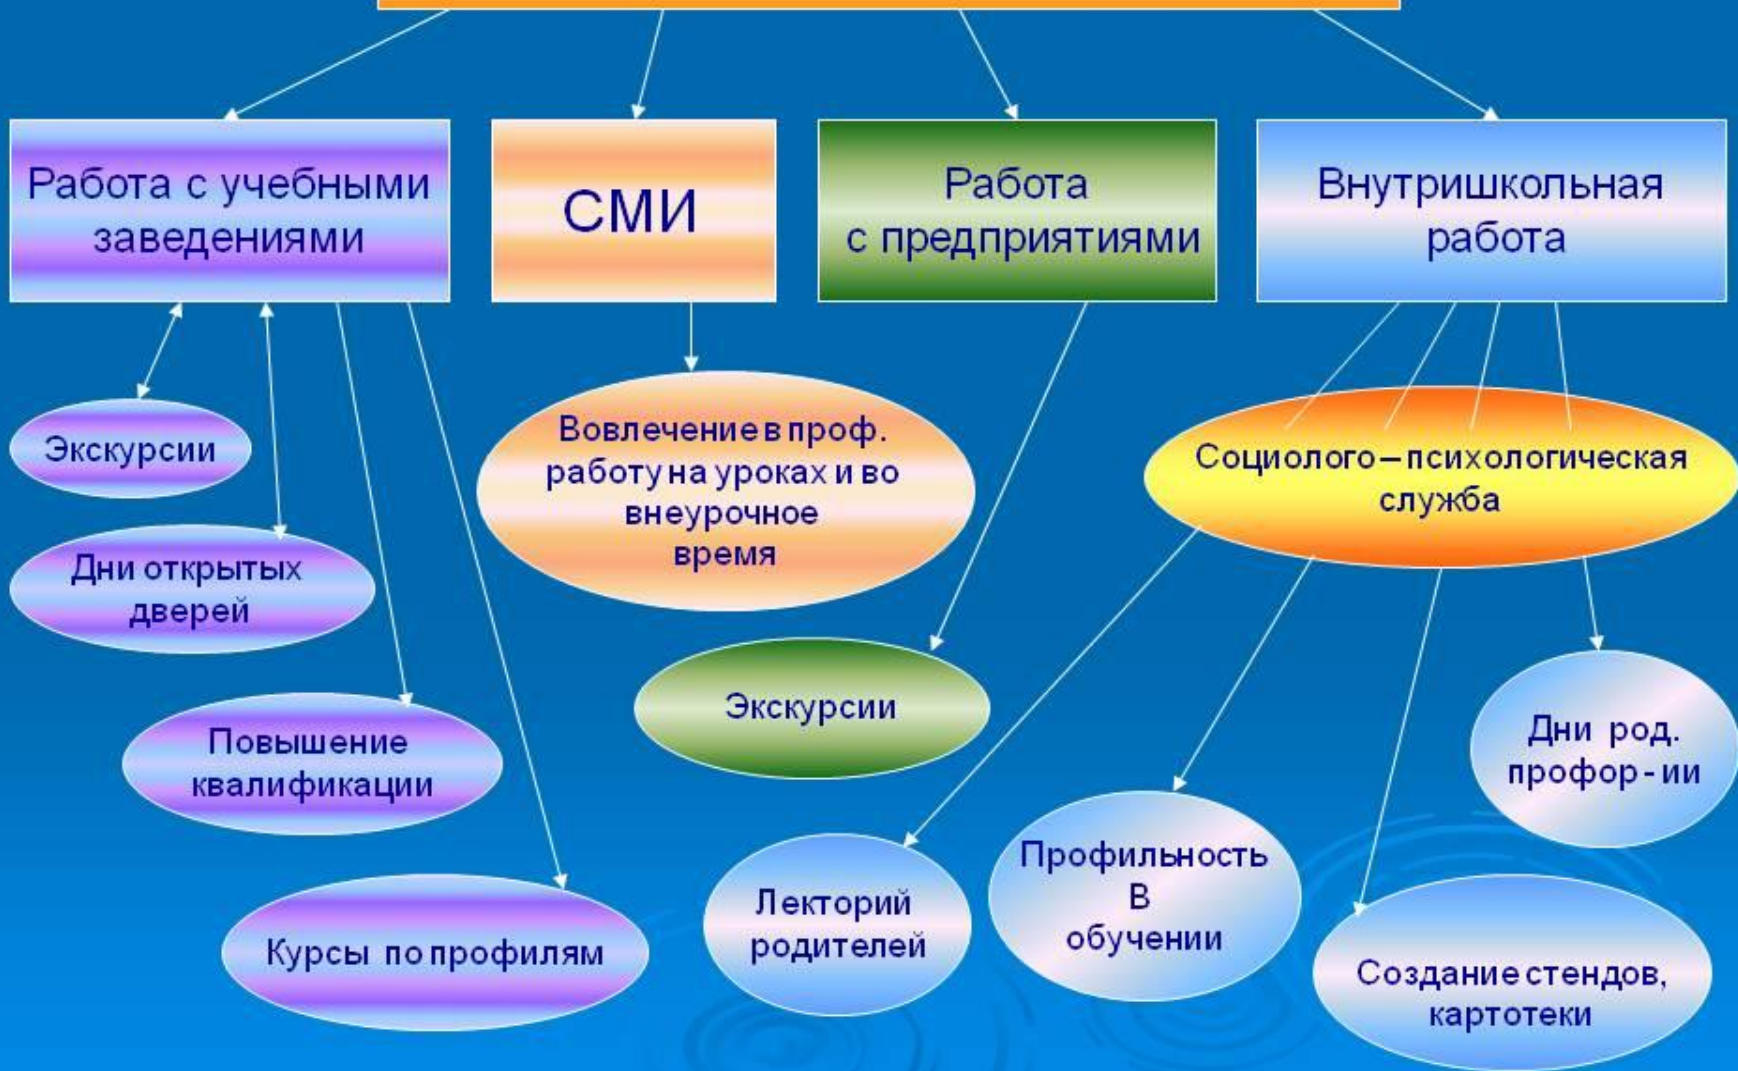 Работа с учебными
заведениями
СМИ
Работа
с предприятиями
Внутришкольная
работа
Экскурсии
Вовлечение в проф.
работу на уроках и во
внеурочное
время
Социолого – психологическая
служба
Дни открытых
дверей
Экскурсии
Дни род.
профор - ии
Повышение
квалификации
Профильность
В
обучении
Лекторий
родителей
Курсы по профилям
Создание стендов,
картотеки